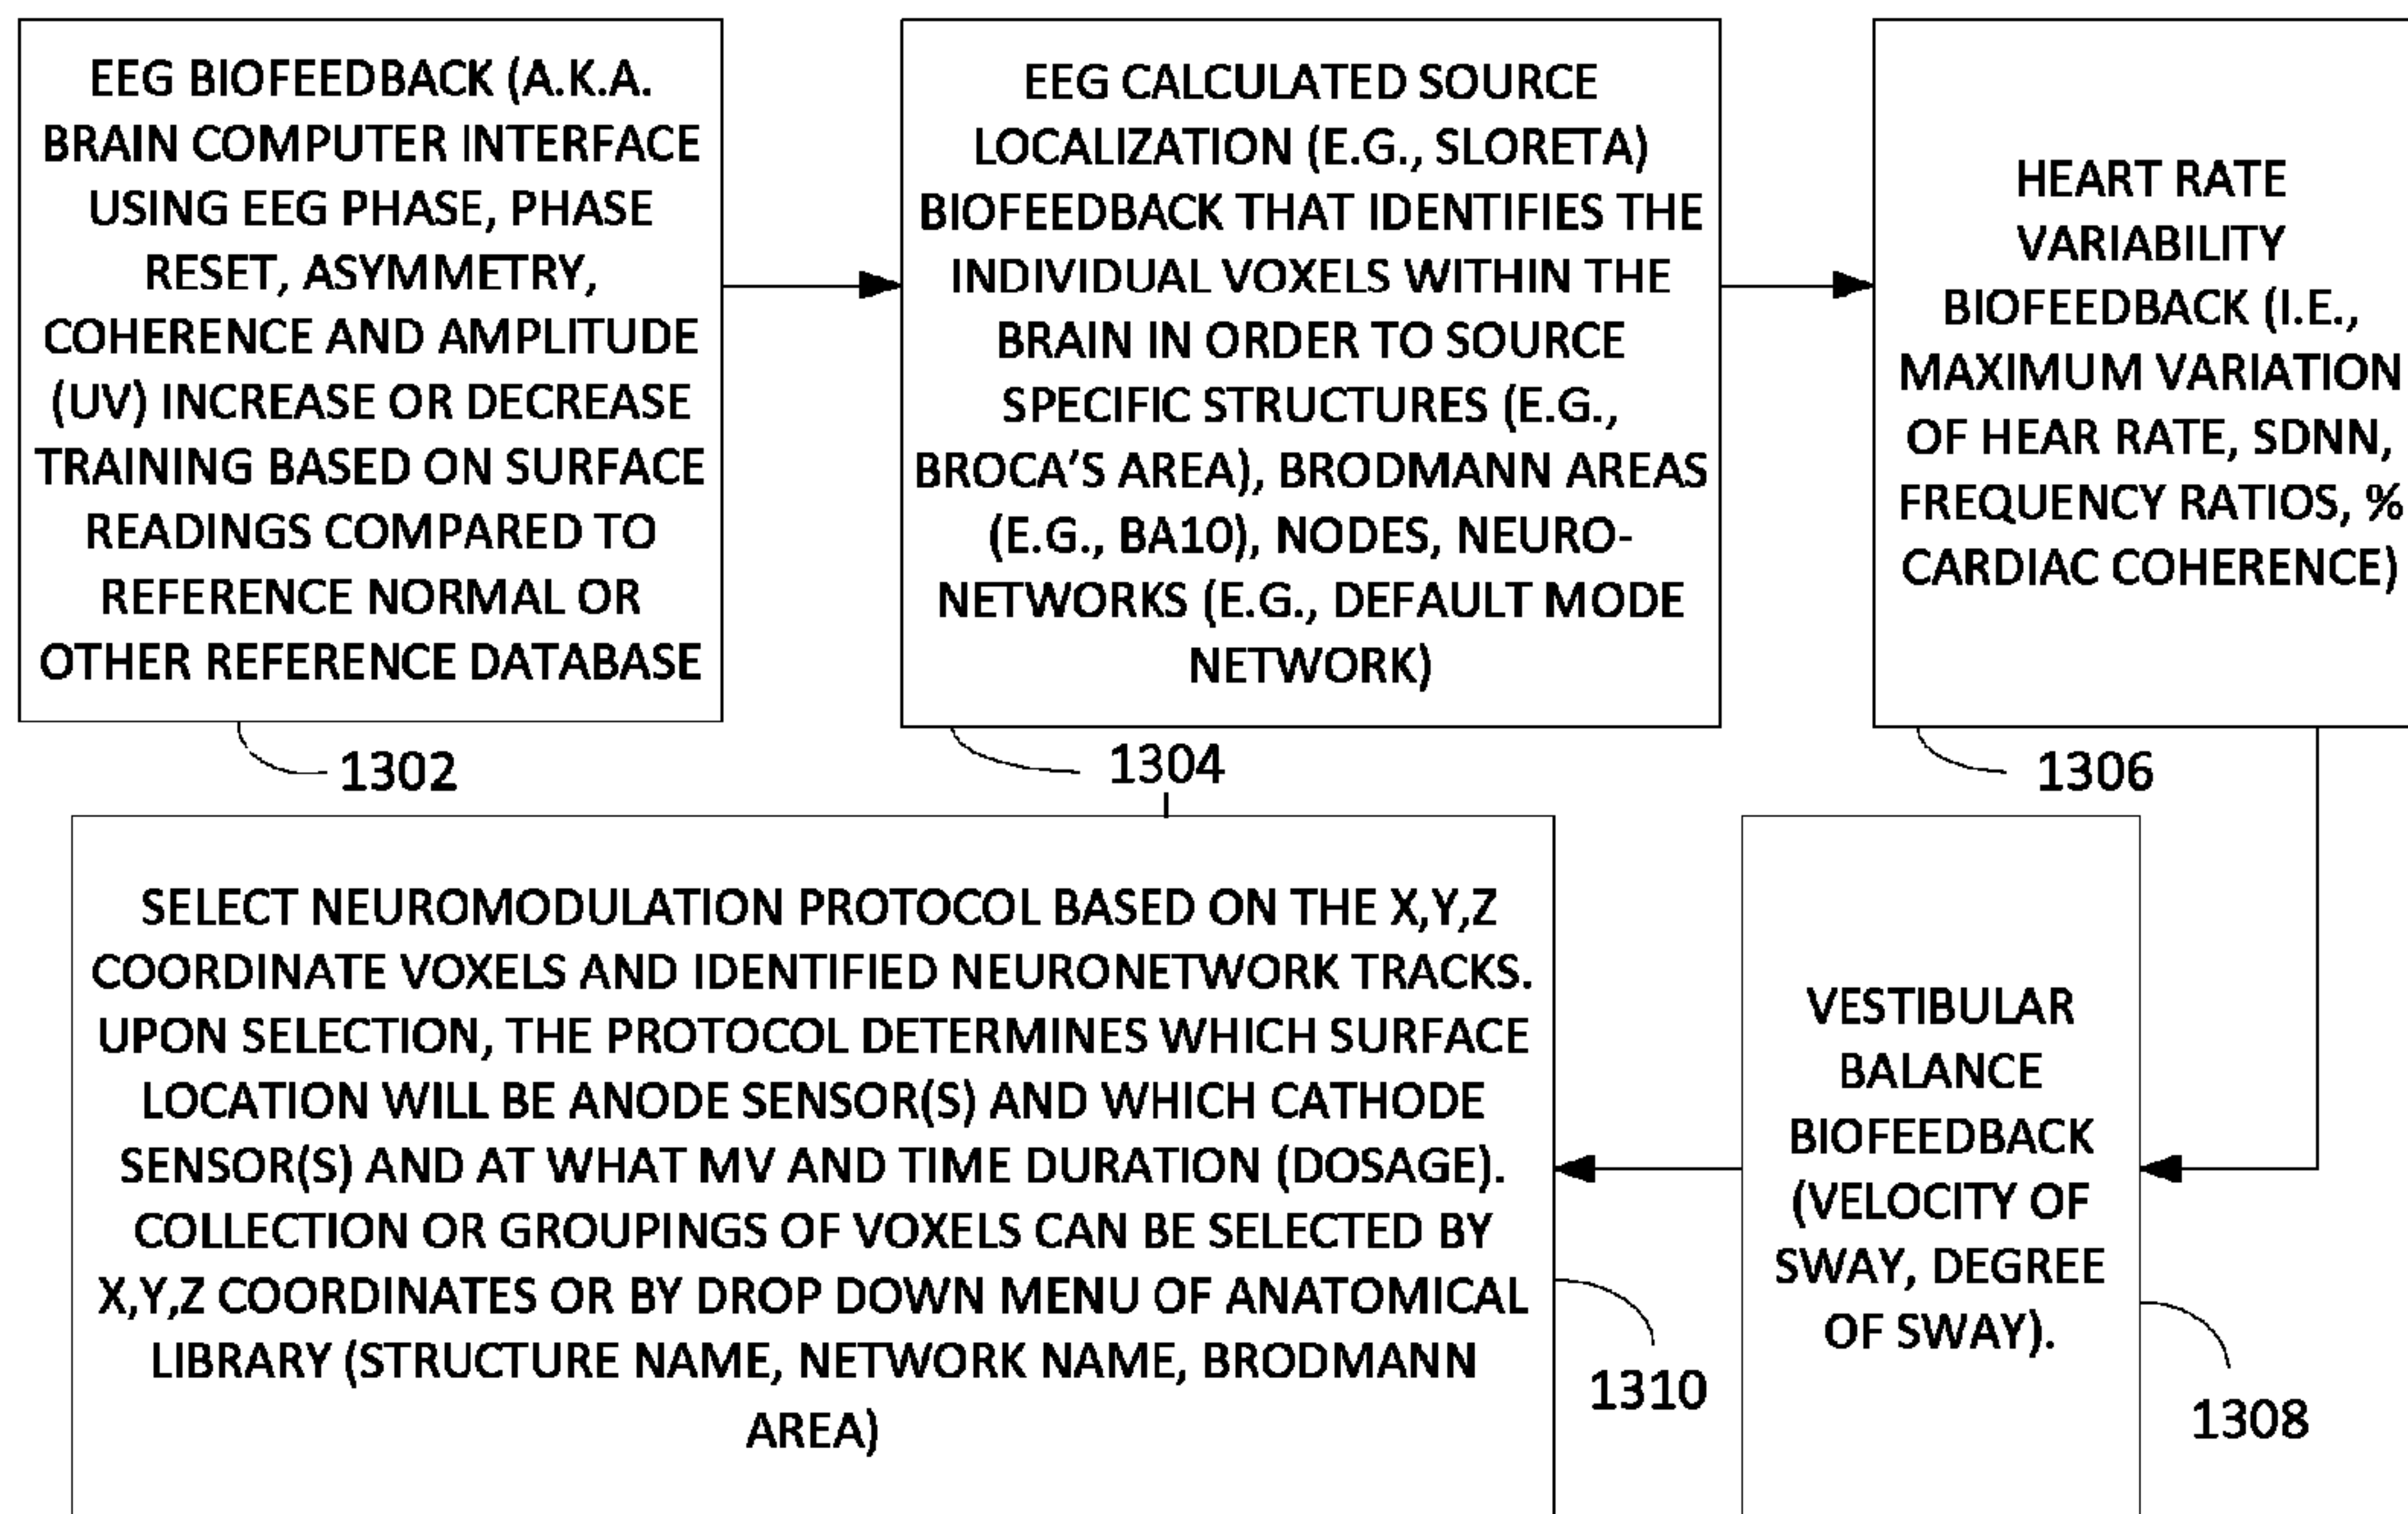 EEG BIOFEEDBACK (A.K.A.
BRAIN COMPUTER INTERFACE
USING EEG PHASE, PHASE
RESET, ASYMMETRY,
COHERENCE AND AMPLITUDE
(UV) INCREASE OR DECREASE
TRAINING BASED ON SURFACE
READINGS COMPARED TO
REFERENCE NORMAL OR
OTHER REFERENCE DATABASE
1302
EEG CALCULATED SOURCE
LOCALIZATION (E.G., SLORETA)
BIOFEEDBACK THAT IDENTIFIES THE
INDIVIDUAL VOXELS WITHIN THE
BRAIN IN ORDER TO SOURCE
SPECIFIC STRUCTURES (E.G.,
BROCA'S AREA), BRODMANN AREAS
(E.G., BA10), NODES, NEURO-
NETWORKS (E.G., DEFAULT MODE
NETWORK)
1304
HEART RATE
VARIABILITY
BIOFEEDBACK (I.E.,
MAXIMUM VARIATION
OF HEAR RATE, SDNN,
FREQUENCY RATIOS, %
CARDIAC COHERENCE)
1306
VESTIBULAR
BALANCE
BIOFEEDBACK
(VELOCITY OF
SWAY, DEGREE
OF SWAY).
1308
SELECT NEUROMODULATION PROTOCOL BASED ON THE X,Y,Z
COORDINATE VOXELS AND IDENTIFIED NEURONETWORK TRACKS.
UPON SELECTION, THE PROTOCOL DETERMINES WHICH SURFACE
LOCATION WILL BE ANODE SENSOR(S) AND WHICH CATHODE
SENSOR(S) AND AT WHAT MV AND TIME DURATION (DOSAGE).
COLLECTION OR GROUPINGS OF VOXELS CAN BE SELECTED BY
X,Y,Z COORDINATES OR BY DROP DOWN MENU OF ANATOMICAL
LIBRARY (STRUCTURE NAME, NETWORK NAME, BRODMANN
AREA)
1310